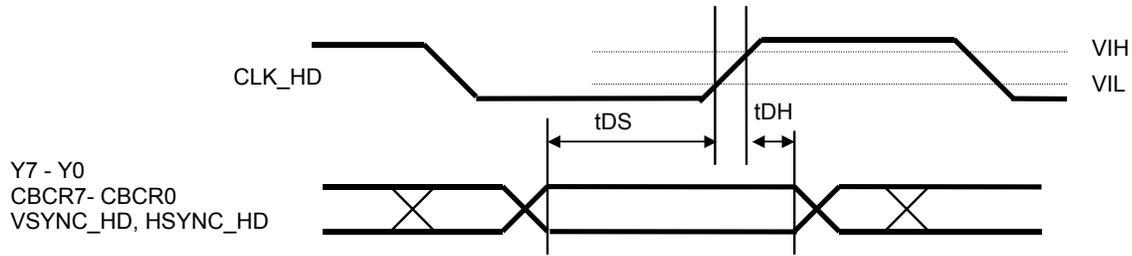 VIH
CLK_HD
VIL
tDS
tDH
Y7 - Y0
CBCR7- CBCR0
VSYNC_HD, HSYNC_HD